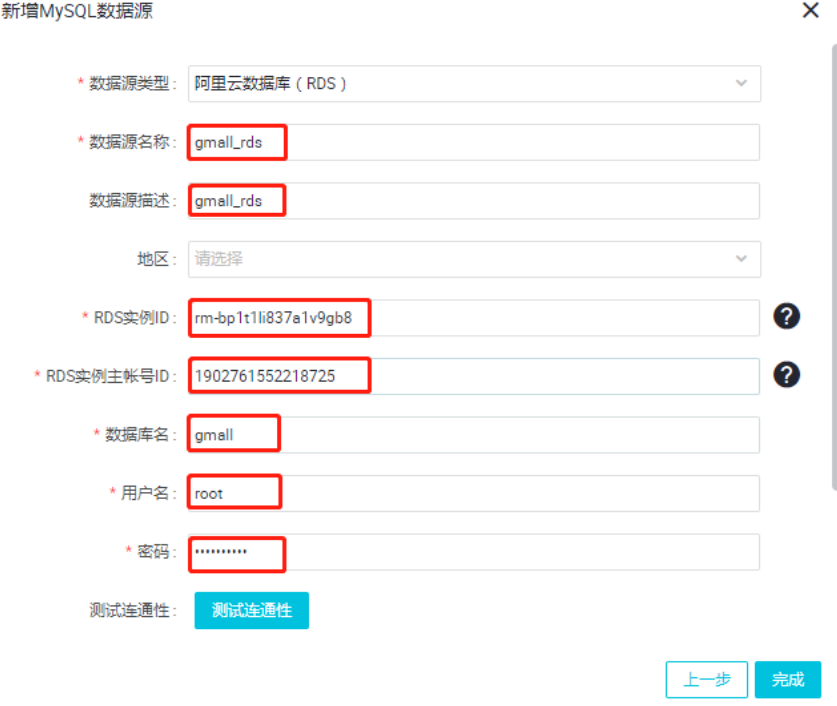 新增MySQL数据源
* 数据源类型 : 阿里云数据库 ( RDS )
* 数据源名称 : gmall_rds
数据源描述 : gmall_rds
地区 : 请选择
* RDS实例ID : rm-bp1t1li837a1v9gb8
* RDS实例主帐号ID : 1902761552218725
* 数据库名 : gmall
* 用户名 : root
* 密码 : ••••••••••
测试连通性 : 测试连通性
上一步 完成